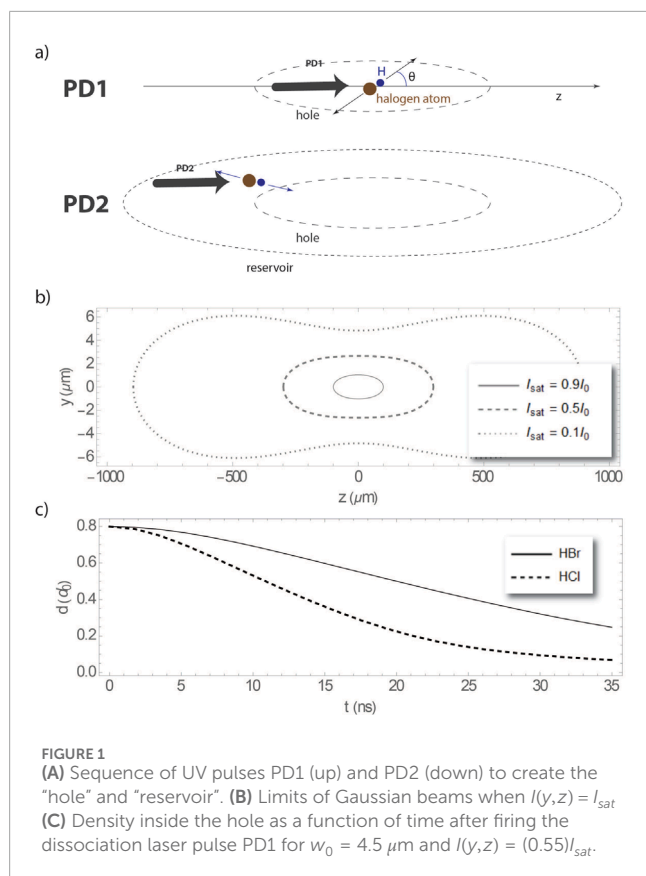 a)
PD1
PD1
H
θ
halogen atom
z
hole
PD2
PD2
hole
reservoir
b)
6
4
2
0
-2
-4
-6
y (μm)
-1000
-500
0
500
1000
z (μm)
I_sat = 0.9I_0
I_sat = 0.5I_0
I_sat = 0.1I_0
c)
0.8
0.6
0.4
0.2
0.0
d (d_0)
HBr
HCl
0
5
10
15
20
25
30
35
t (ns)
FIGURE 1
(A) Sequence of UV pulses PD1 (up) and PD2 (down) to create the
"hole" and "reservoir". (B) Limits of Gaussian beams when I(y,z) = I_sat
(C) Density inside the hole as a function of time after firing the
dissociation laser pulse PD1 for w_0 = 4.5 μm and I(y,z) = (0.55)I_sat.